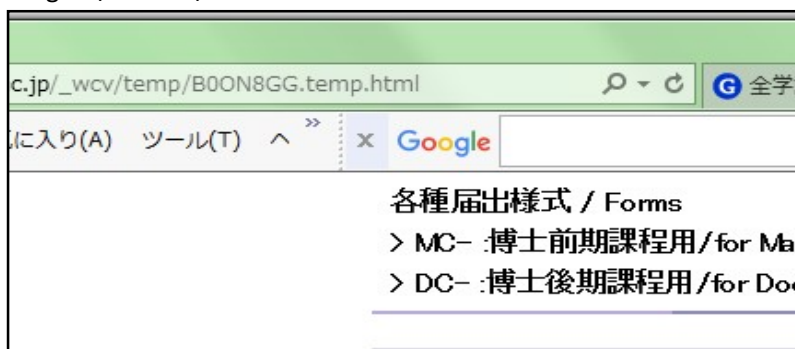 c.jp/_wcv/temp/B0ON8GG.temp.html
G 全学
に入り(A) ツール(T) ヘ »
x Google
各種届出様式 / Forms
> MC- :博士前期課程用/for Ma
> DC- :博士後期課程用/for Do